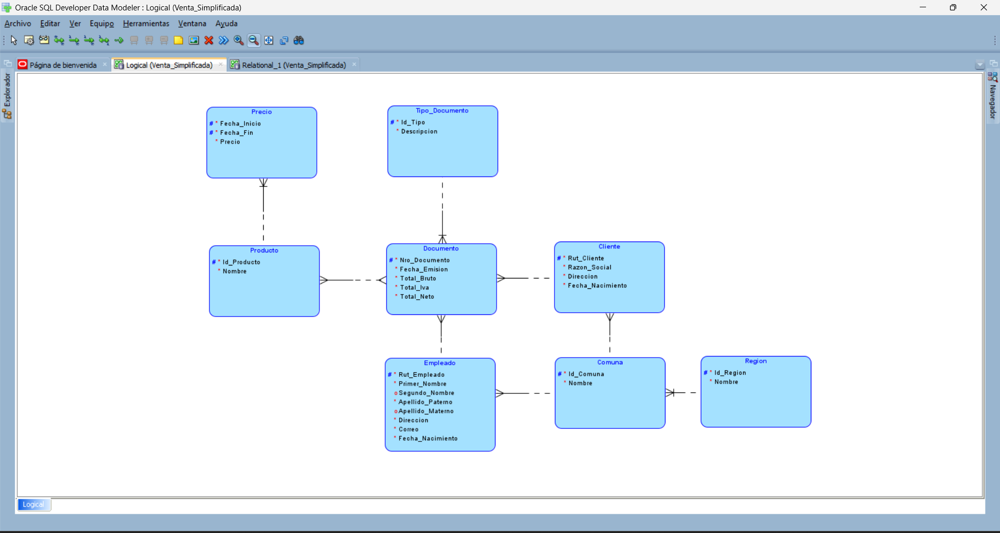 Oracle SQL Developer Data Modeler : Logical (Venta_Simplificada)
Archivo Editar Ver Equipo Herramientas Ventana Ayuda
Página de bienvenida
Logical (Venta_Simplificada)
Relational_1 (Venta_Simplificada)
Explorador
Navegador
Precio
# * Fecha_Inicio
# * Fecha_Fin
* Precio
Tipo_Documento
# * Id_Tipo
* Descripcion
Producto
# * Id_Producto
* Nombre
Documento
# * Nro_Documento
* Fecha_Emision
* Total_Bruto
* Total_Iva
* Total_Neto
Cliente
# * Rut_Cliente
* Razon_Social
* Direccion
* Fecha_Nacimiento
Empleado
# * Rut_Empleado
* Primer_Nombre
o Segundo_Nombre
* Apellido_Paterno
o Apellido_Materno
* Direccion
* Correo
* Fecha_Nacimiento
Comuna
# * Id_Comuna
* Nombre
Region
# * Id_Region
* Nombre
Logical